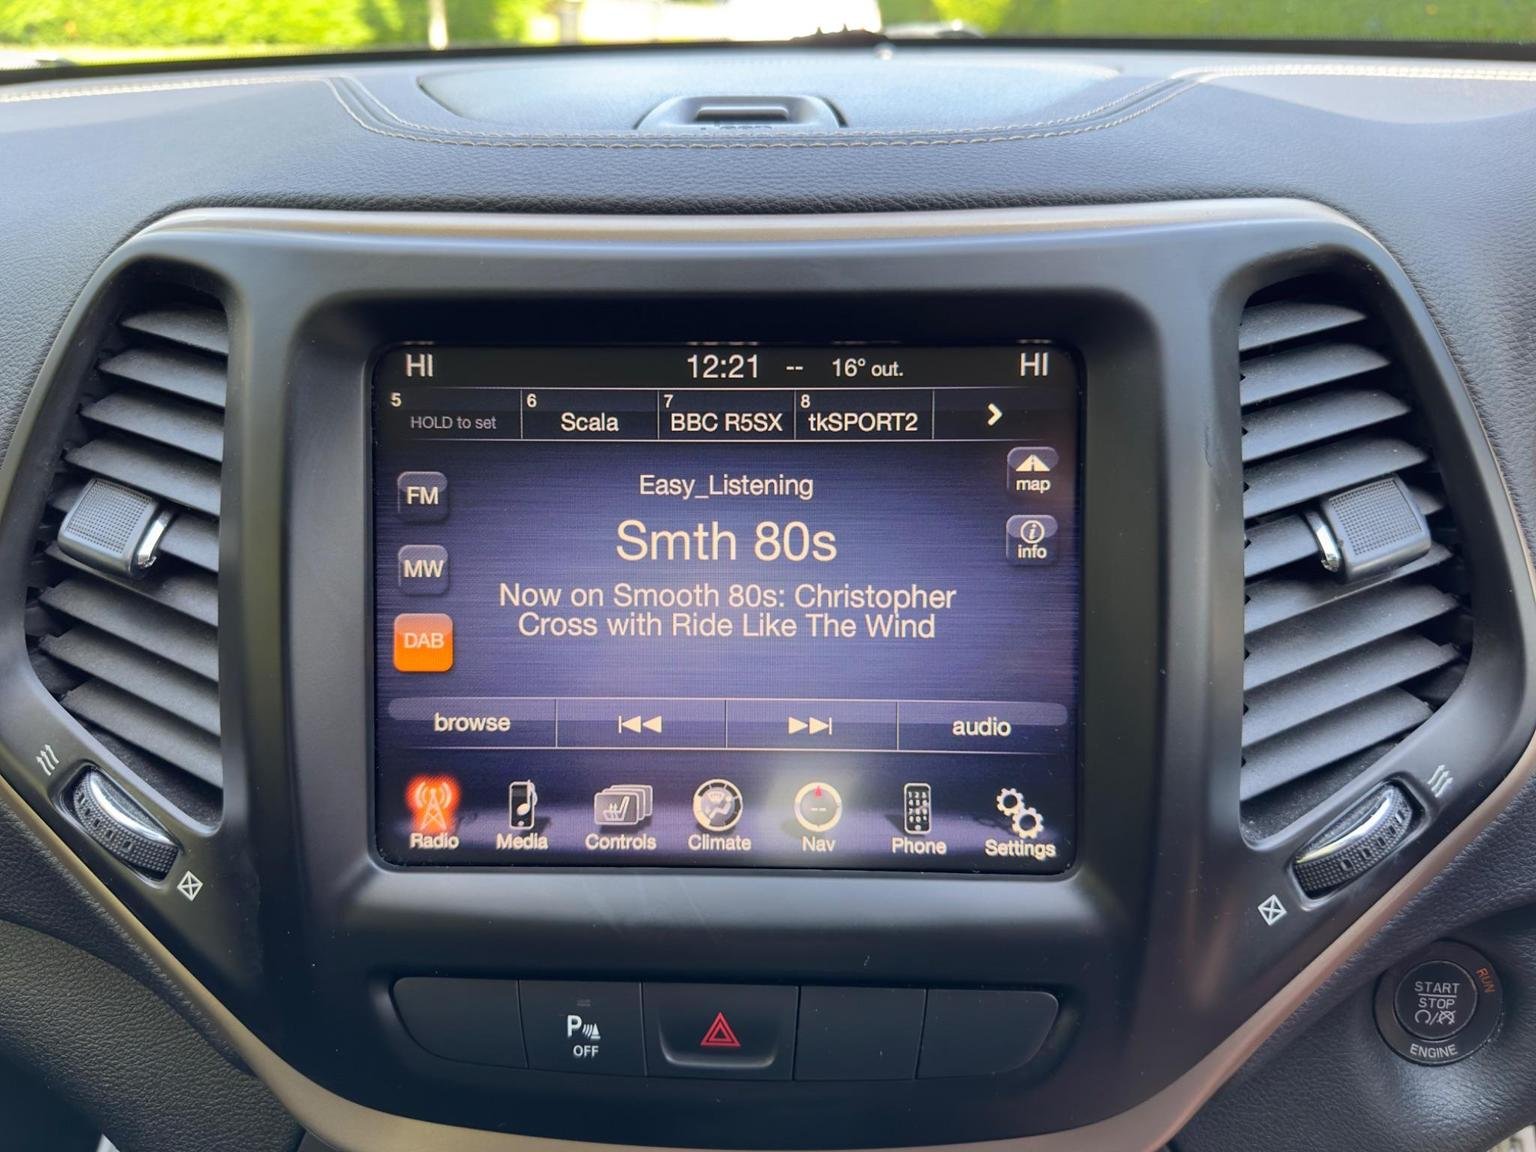 HI 12:21 -- 16° out. HI
5 HOLD to set 6 Scala 7 BBC R5SX 8 tkSPORT2
Easy_Listening
FM
map
Smth 80s
info
MW
Now on Smooth 80s: Christopher
Cross with Ride Like The Wind
DAB
browse audio
Radio Media Controls Climate Nav Phone Settings
P OFF
START
STOP
ENGINE
RUN